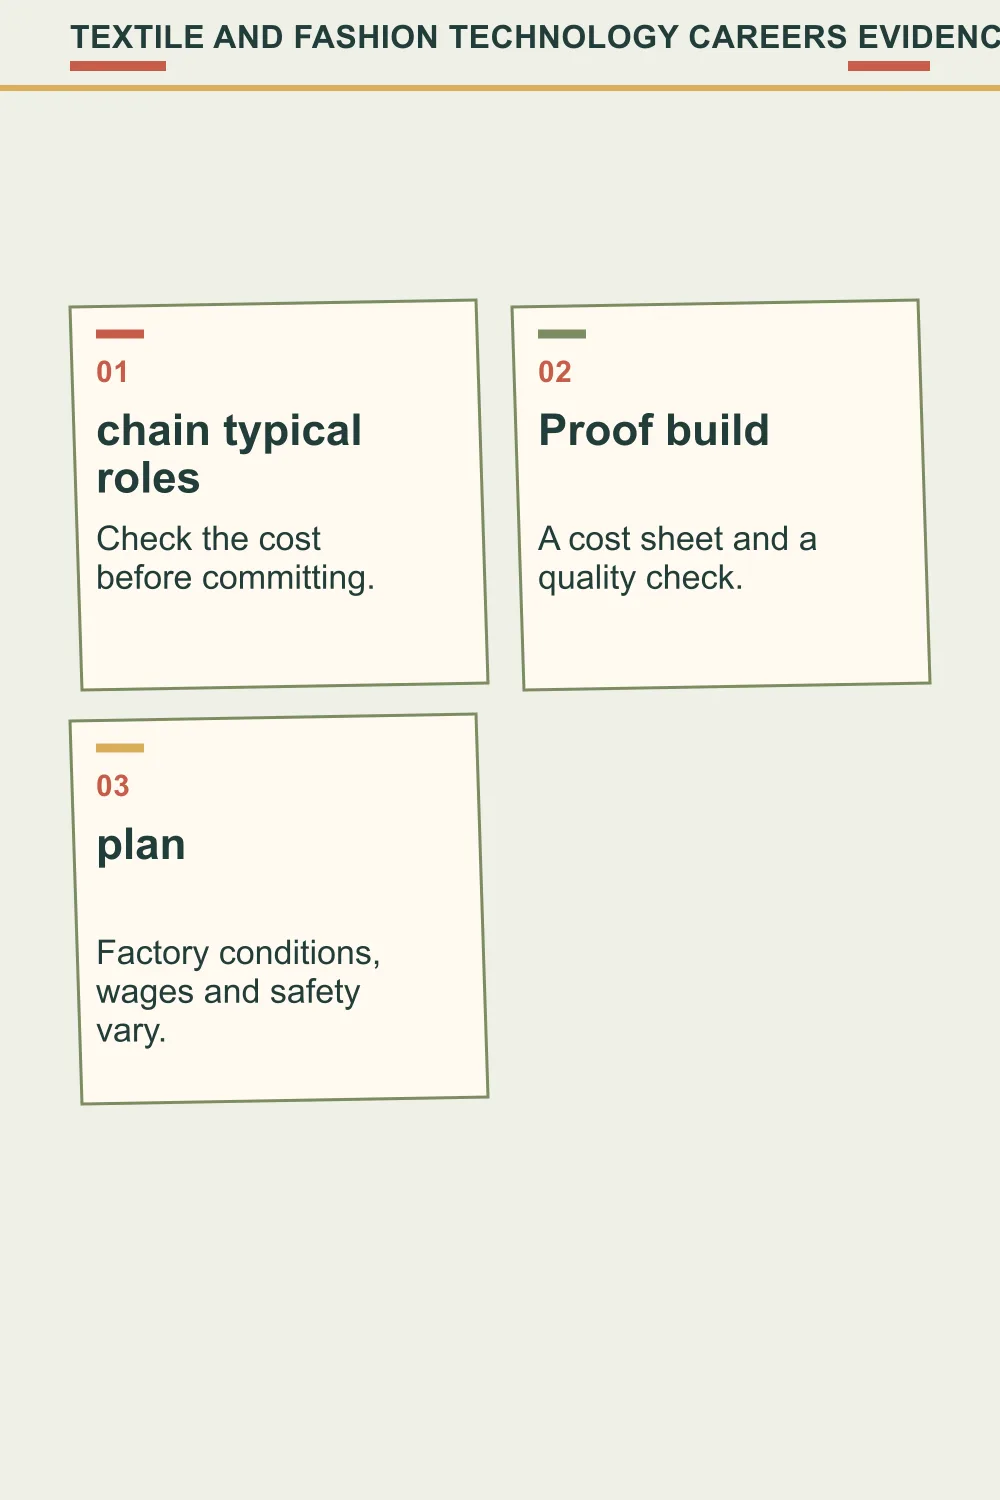 TEXTILE AND FASHION TECHNOLOGY CAREERS
01
chain typical
roles
Check the cost
before committing.
02
Proof build
A cost sheet and a
quality check.
03
plan
Factory conditions,
wages and safety
vary.